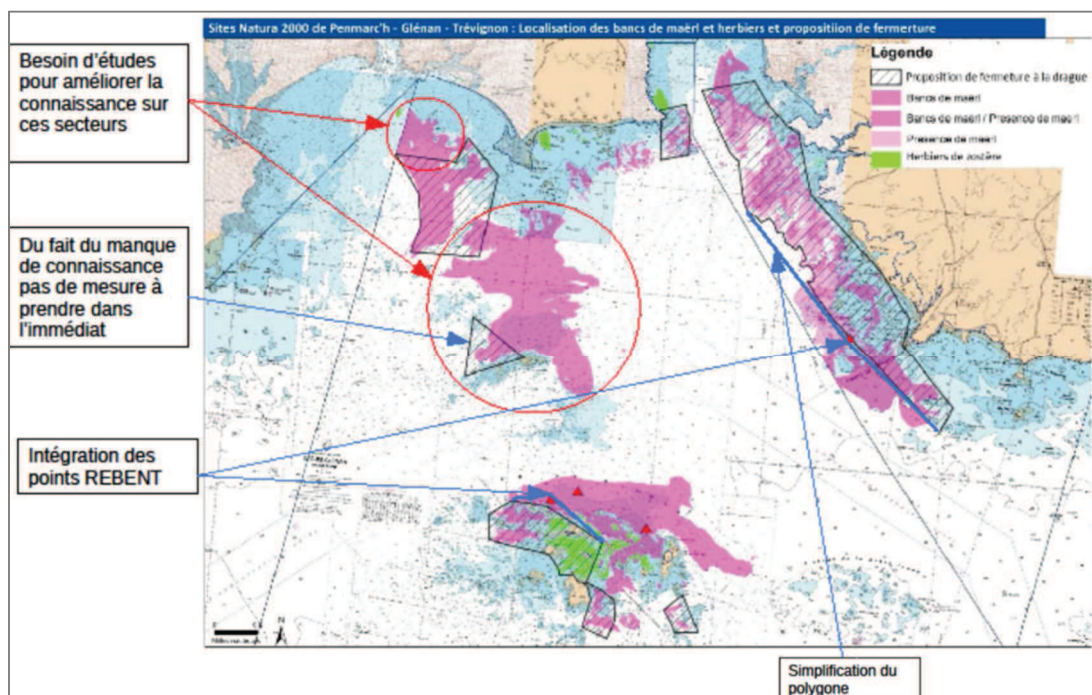 Sites Natura 2000 de Penmarc'h - Glénan - Trévignon : Localisation des bancs de maërl et herbiers et propositiion de fermerture
Besoin d'études
pour améliorer la
connaissance sur
ces secteurs
Du fait du manque
de connaissance
pas de mesure à
prendre dans
l'immédiat
Intégration des
points REBENT
Légende
Proposition de fermeture à la drague
Bancs de maërl
Bancs de maërl / Presence de maerl
Presence de maerl
Herbiers de zostère
N
Simplification du
polygone